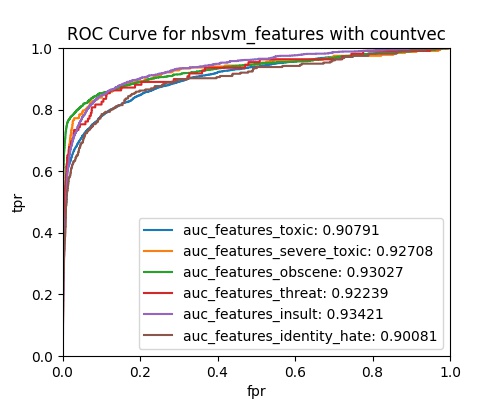 ROC Curve for nbsvm_features with countvec
1.0
0.8
0.6
0.4
0.2
0.0
tpr
auc_features_toxic: 0.90791
auc_features_severe_toxic: 0.92708
auc_features_obscene: 0.93027
auc_features_threat: 0.92239
auc_features_insult: 0.93421
auc_features_identity_hate: 0.90081
0.0 0.2 0.4 0.6 0.8 1.0
fpr